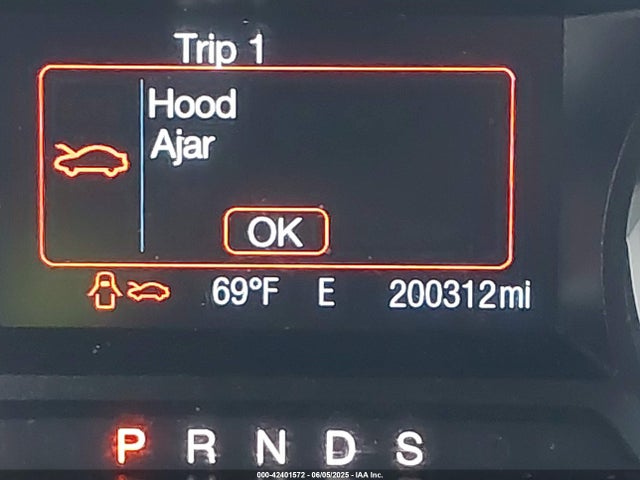 Trip 1
Hood
Ajar
OK
69°F E 200312mi
P R N D S
000-42401572 - 06/05/2025 - IAA Inc.